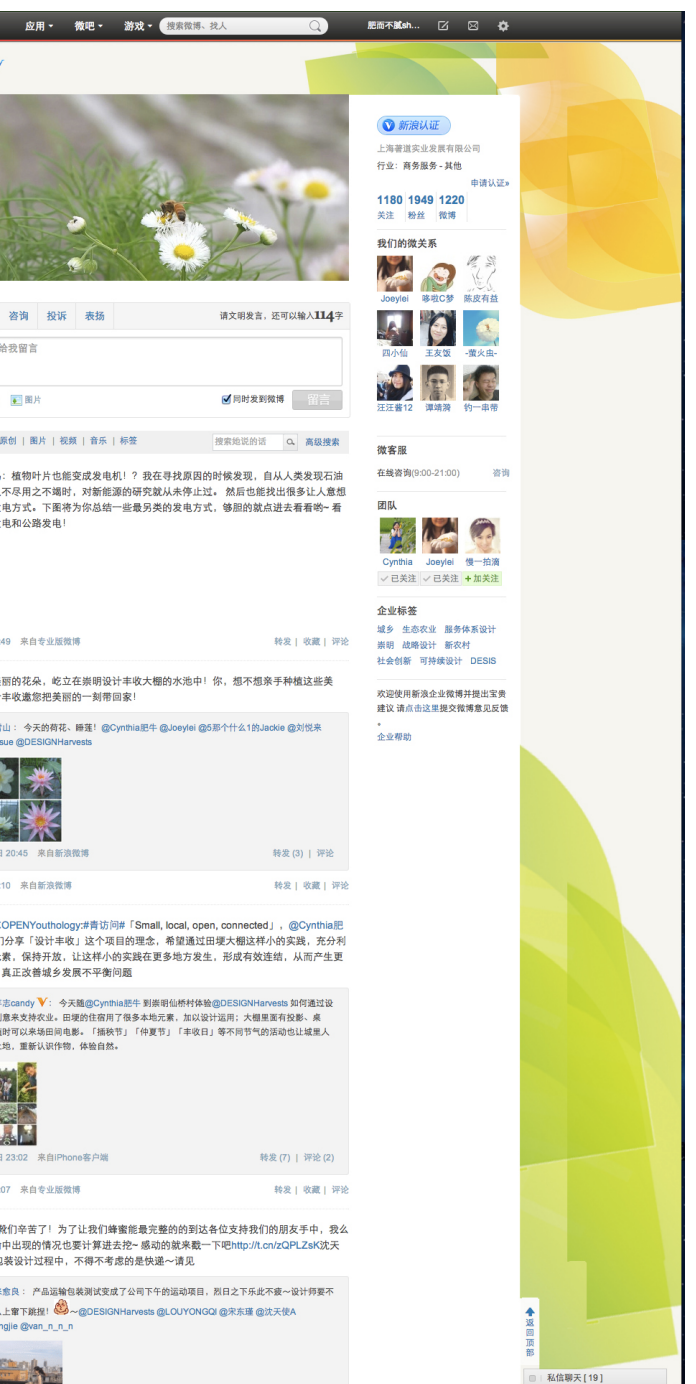 应用 微吧 游戏 搜索微博、找人 肥而不腻sh...
新浪认证
上海著道实业发展有限公司
行业：商务服务 - 其他
申请认证»
1180 1949 1220
关注 粉丝 微博
我们的微关系
Joeylei 哆啦C梦 陈皮有益
四小仙 王友饭 -萤火虫-
汪汪酱12 谭靖漪 钓一串带
咨询 投诉 表扬 请文明发言，还可以输入114字
给我留言
图片 同时发到微博 留言
原创 | 图片 | 视频 | 音乐 | 标签 搜索她说的话 高级搜索
微客服
在线咨询(9:00-21:00) 咨询
：植物叶片也能变成发电机！？我在寻找原因的时候发现，自从人类发现石油
不尽用之不竭时，对新能源的研究就从未停止过。 然后也能找出很多让人意想
电方式。下图将为你总结一些最另类的发电方式，够胆的就点进去看看哟~ 看
电和公路发电！
团队
Cynthia Joeylei 慢一拍滴
已关注 已关注 +加关注
企业标签
城乡 生态农业 服务体系设计
崇明 战略设计 新农村
社会创新 可持续设计 DESIS
:49 来自专业版微博 转发 | 收藏 | 评论
丽的花朵，屹立在崇明设计丰收大棚的水池中！你，想不想亲手种植这些美
丰收邀您把美丽的一刻带回家！
欢迎使用新浪企业微博并提出宝贵
建议 请点击这里提交微博意见反馈
。
企业帮助
山： 今天的荷花、睡莲！@Cynthia肥牛 @Joeylei @5那个什么1的Jackie @刘悦来
sue @DESIGNHarvests
日 20:45 来自新浪微博 转发 (3) | 评论
:10 来自新浪微博 转发 | 收藏 | 评论
OPENYouthology:#青访问#「Small, local, open, connected」，@Cynthia肥
们分享「设计丰收」这个项目的理念，希望通过田埂大棚这样小的实践，充分利
素，保持开放，让这样小的实践在更多地方发生，形成有效连结，从而产生更
真正改善城乡发展不平衡问题
志candy V： 今天随@Cynthia肥牛 到崇明仙桥村体验@DESIGNHarvests 如何通过设
意来支持农业。田埂的住宿用了很多本地元素，加以设计运用；大棚里面有投影、桌
时可以来场田间电影。「插秧节」「仲夏节」「丰收日」等不同节气的活动也让城里人
地，重新认识作物，体验自然。
日 23:02 来自iPhone客户端 转发 (7) | 评论 (2)
:07 来自专业版微博 转发 | 收藏 | 评论
们辛苦了！为了让我们蜂蜜能最完整的的到达各位支持我们的朋友手中，我么
中出现的情况也要计算进去挖~ 感动的就来戳一下吧http://t.cn/zQPLZsK沈天
包装设计过程中，不得不考虑的是快递~请见
愈良： 产品运输包装测试变成了公司下午的运动项目，烈日之下乐此不疲～设计师要不
上窜下跳捏！～@DESIGNHarvests @LOUYONGQI @宋东瑾 @沈天使A
ngjie @van_n_n_n
返回顶部
私信聊天 [ 19 ]